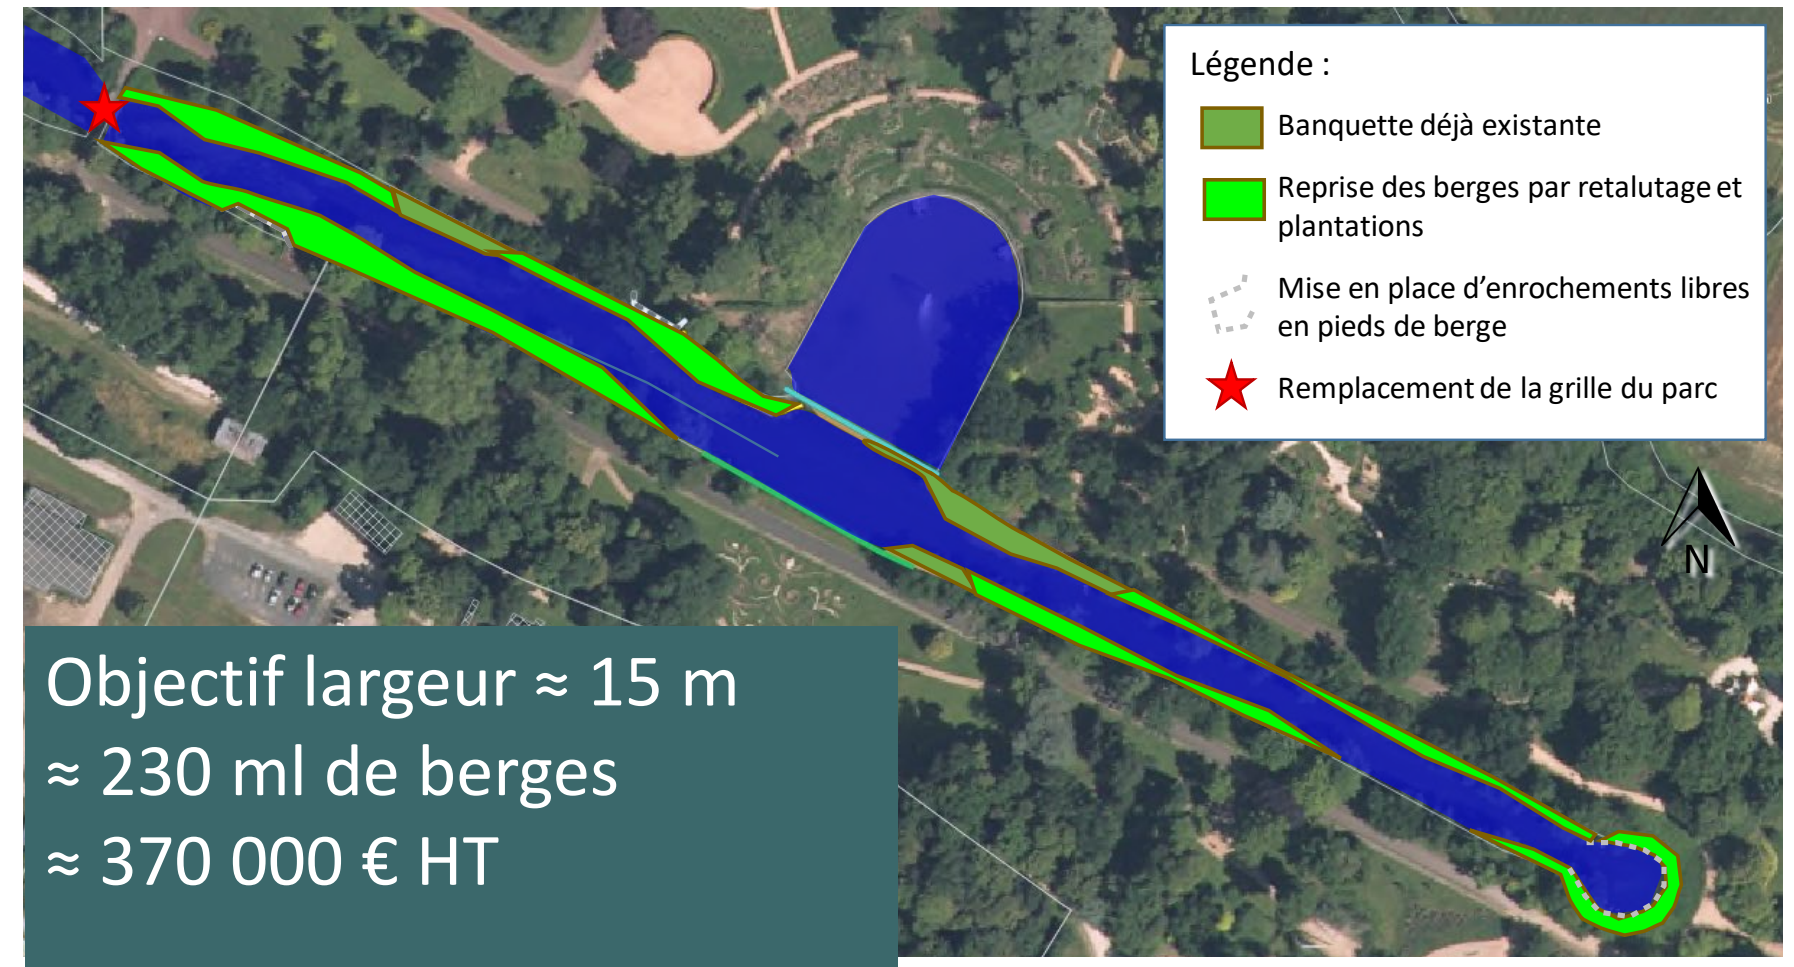 Légende :
Banquette déjà existante
Reprise des berges par retalutage et
plantations
Mise en place d’enrochements libres
en pieds de berge
Remplacement de la grille du parc
N
Objectif largeur ≈ 15 m
≈ 230 ml de berges
≈ 370 000 € HT